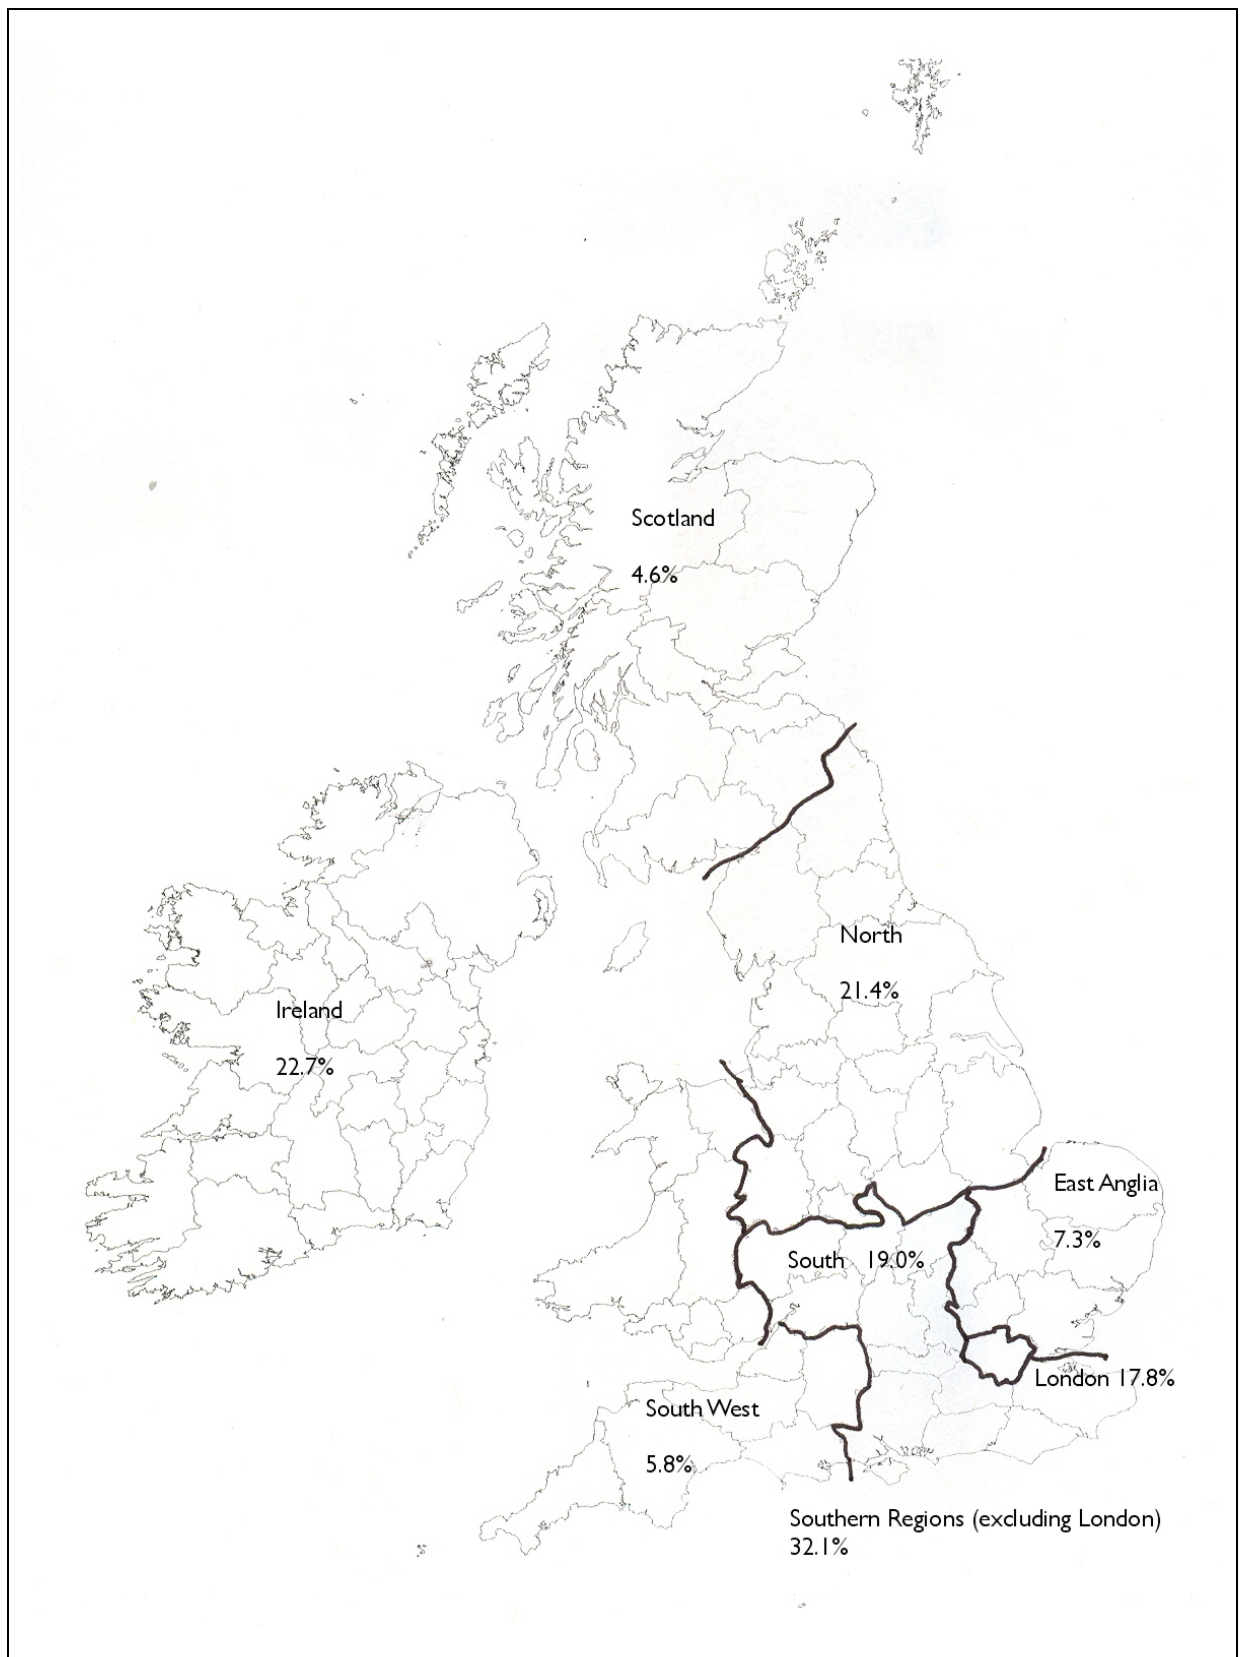 Scotland
4.6%
North
21.4%
Ireland
22.7%
East Anglia
7.3%
South 19.0%
London 17.8%
South West
5.8%
Southern Regions (excluding London)
32.1%